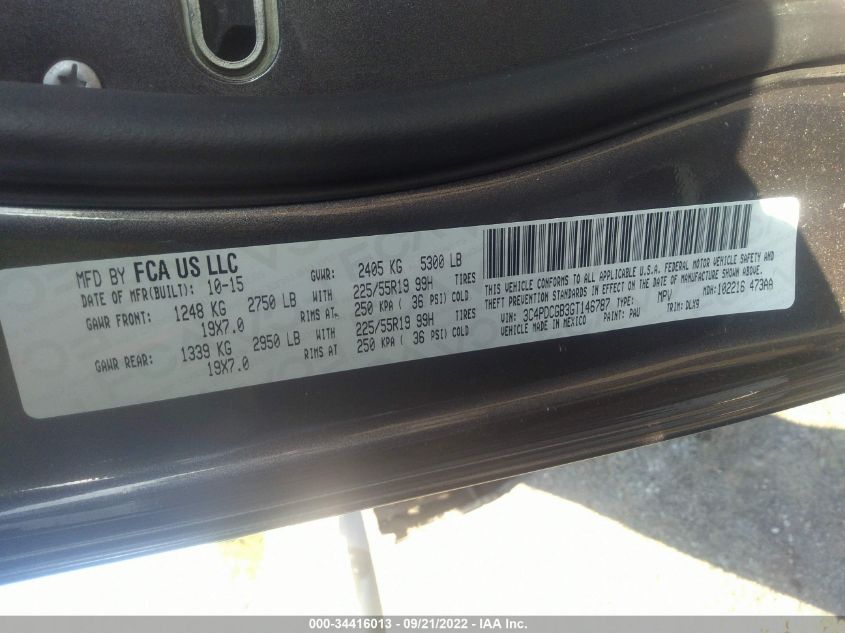 MFD BY FCA US LLC
DATE OF MFR(BUILT): 10-15 GVWR: 2405 KG 5300 LB
GAWR FRONT: 1248 KG 2750 LB WITH 225/55R19 99H TIRES
19X7.0 RIMS AT 250 KPA ( 36 PSI) COLD
GAWR REAR: 1339 KG 2950 LB WITH 225/55R19 99H TIRES
19X7.0 RIMS AT 250 KPA ( 36 PSI) COLD
THIS VEHICLE CONFORMS TO ALL APPLICABLE U.S.A. FEDERAL MOTOR VEHICLE SAFETY AND
THEFT PREVENTION STANDARDS IN EFFECT ON THE DATE OF MANUFACTURE SHOWN ABOVE.
VIN: 3C4PDCGB3GT146787 TYPE: MPV MDH: 102216 473AA
MADE IN MEXICO PAINT: PAU TRIM: DLX9
000-34416013 - 09/21/2022 - IAA Inc.